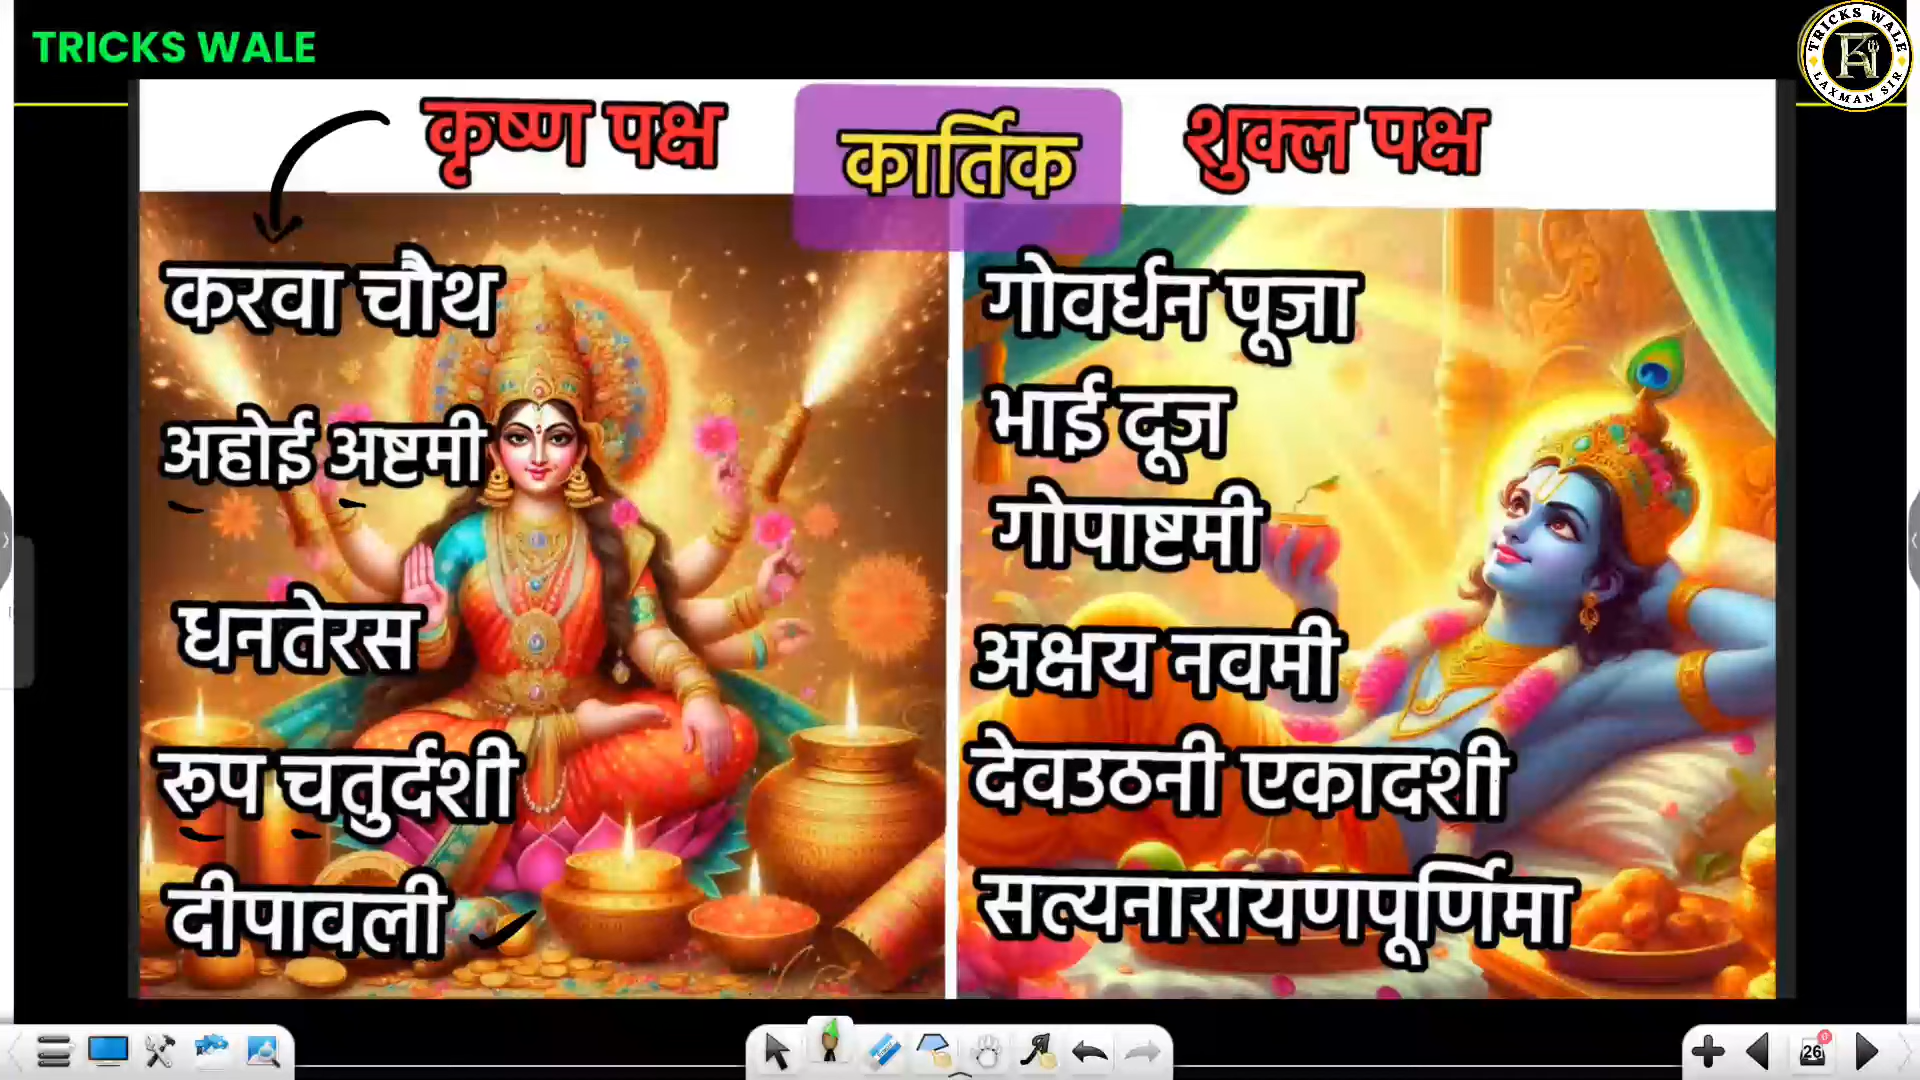 TRICKS WALE
TRICKS WALE
LAXMAN SIR
कृष्ण पक्ष
कार्तिक
शुक्ल पक्ष
करवा चौथ
अहोई अष्टमी
धनतेरस
रूप चतुर्दशी
दीपावली
गोवर्धन पूजा
भाई दूज
गोपाष्टमी
अक्षय नवमी
देवउठनी एकादशी
सत्यनारायणपूर्णिमा
26
0